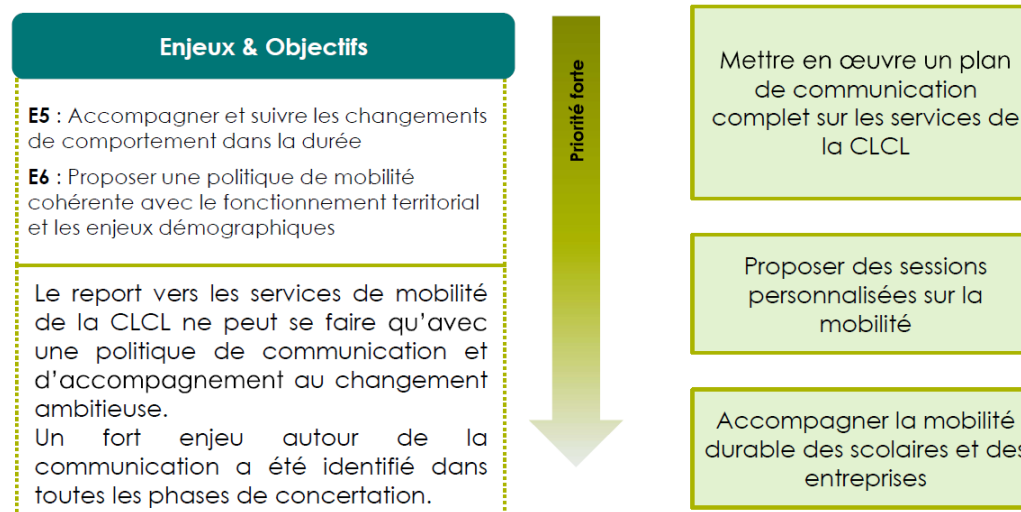 Enjeux & Objectifs
E5 : Accompagner et suivre les changements
de comportement dans la durée
E6 : Proposer une politique de mobilité
cohérente avec le fonctionnement territorial
et les enjeux démographiques
Le report vers les services de mobilité
de la CLCL ne peut se faire qu'avec
une politique de communication et
d'accompagnement au changement
ambitieuse.
Un fort enjeu autour de la
communication a été identifié dans
toutes les phases de concertation.
Priorité forte
Mettre en œuvre un plan
de communication
complet sur les services de
la CLCL
Proposer des sessions
personnalisées sur la
mobilité
Accompagner la mobilité
durable des scolaires et des
entreprises